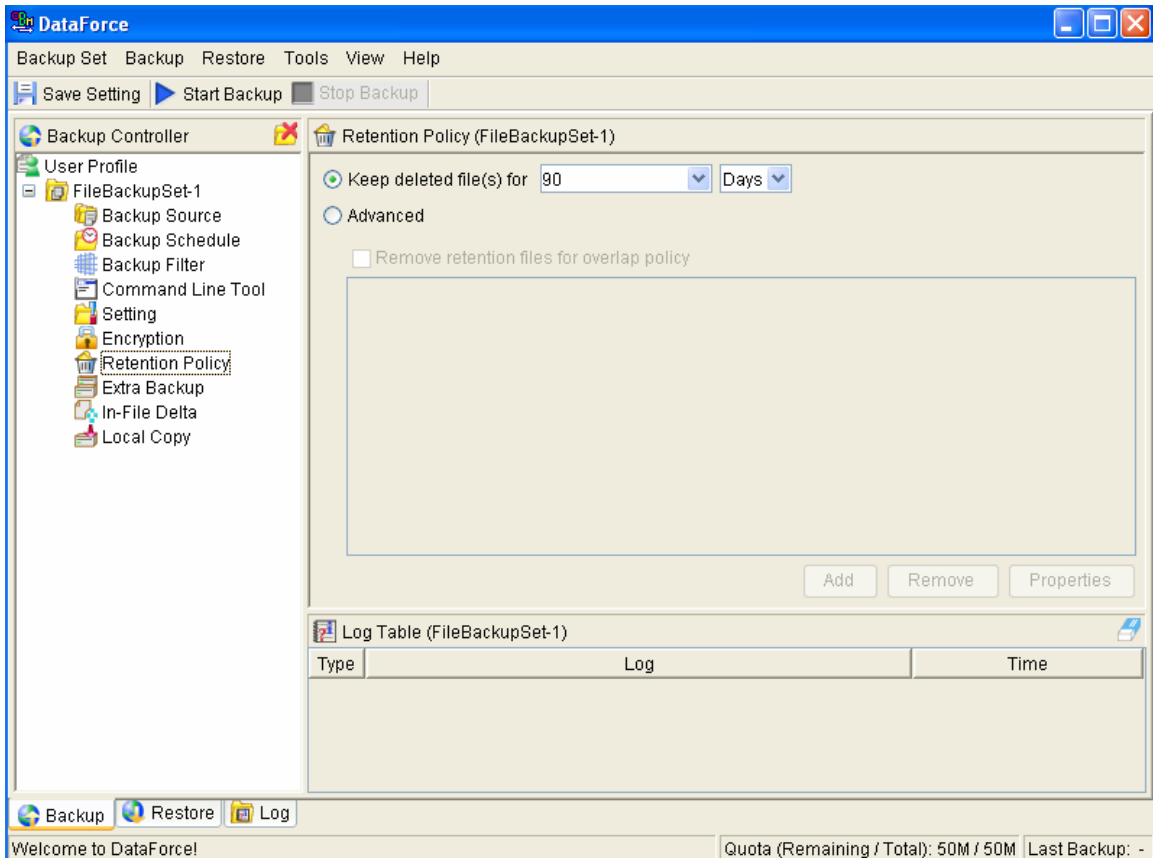 DataForce
Backup Set Backup Restore Tools View Help
Save Setting Start Backup Stop Backup
Backup Controller
User Profile
FileBackupSet-1
Backup Source
Backup Schedule
Backup Filter
Command Line Tool
Setting
Encryption
Retention Policy
Extra Backup
In-File Delta
Local Copy
Retention Policy (FileBackupSet-1)
Keep deleted file(s) for 90 Days
Advanced
Remove retention files for overlap policy
Add Remove Properties
Log Table (FileBackupSet-1)
Type Log Time
Backup Restore Log
Welcome to DataForce! Quota (Remaining / Total): 50M / 50M Last Backup: -